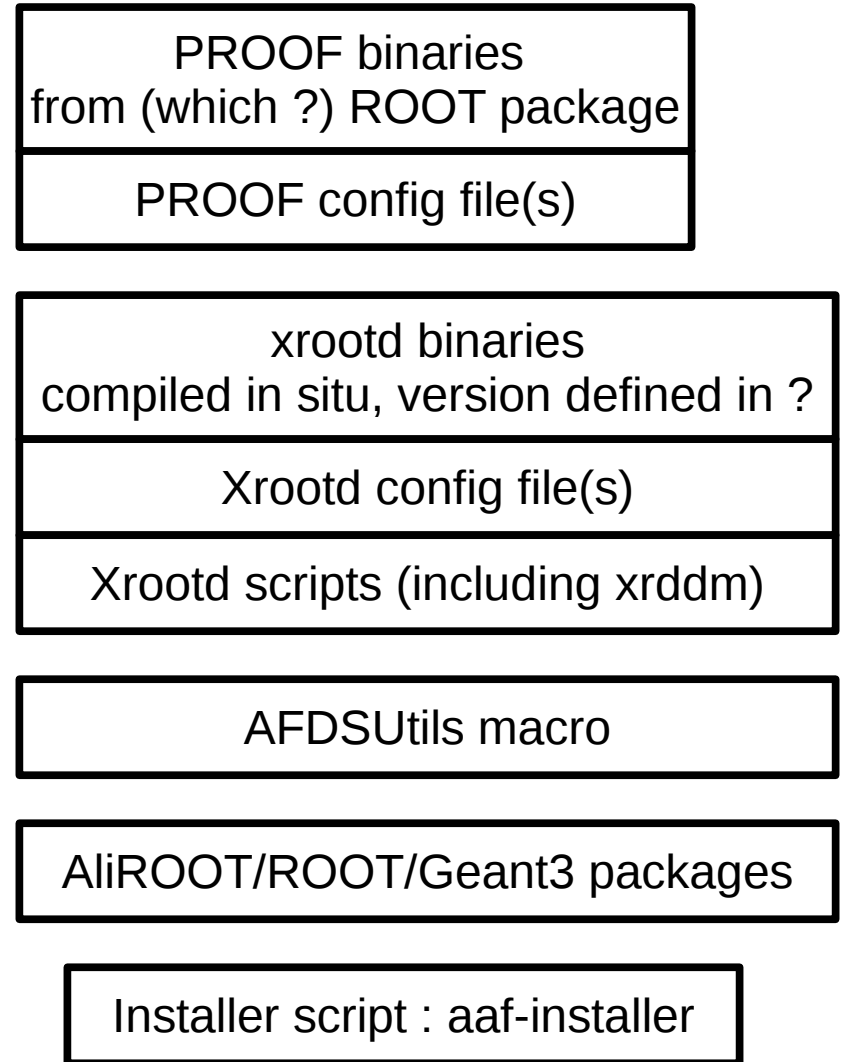 PROOF binaries
from (which ?) ROOT package
PROOF config file(s)
xrootd binaries
compiled in situ, version defined in ?
Xrootd config file(s)
Xrootd scripts (including xrddm)
AFDSUtils macro
AliROOT/ROOT/Geant3 packages
Installer script : aaf-installer